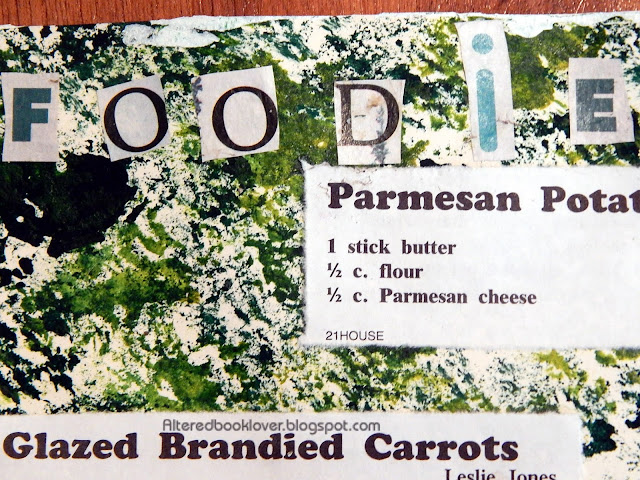 FOODiE
Parmesan Potat
1 stick butter
½ c. flour
½ c. Parmesan cheese
21HOUSE
Alteredbooklover.blogspot.com
Glazed Brandied Carrots
Leslie Jones